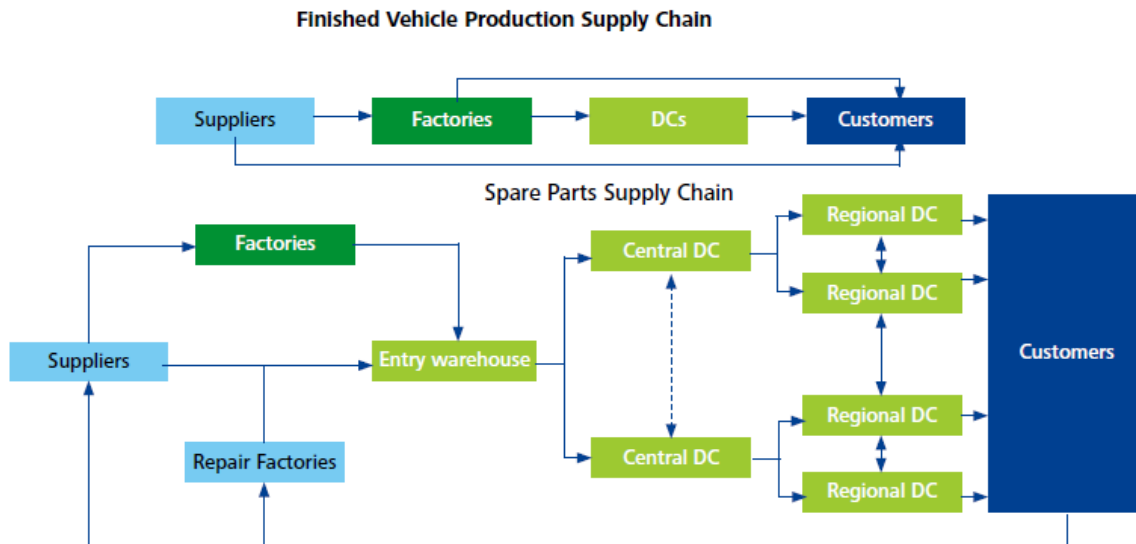 Finished Vehicle Production Supply Chain
Suppliers
Factories
DCs
Customers
Spare Parts Supply Chain
Factories
Central DC
Regional DC
Regional DC
Suppliers
Entry warehouse
Customers
Repair Factories
Central DC
Regional DC
Regional DC